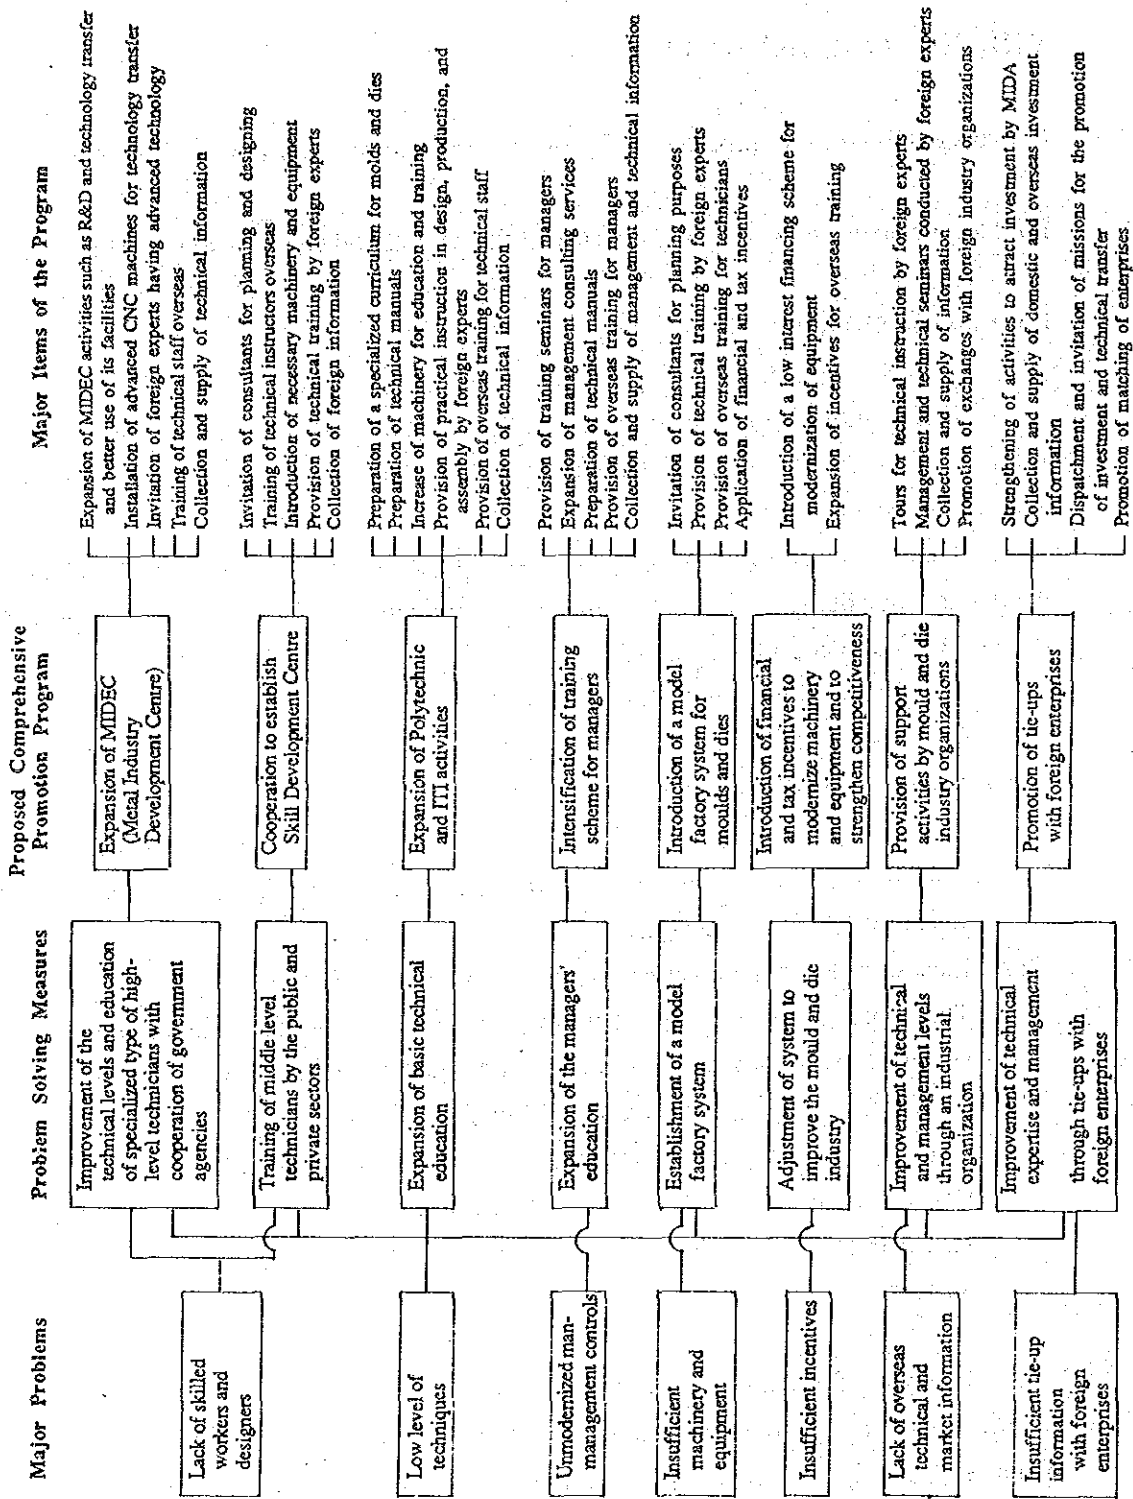 Major Problems
Problem Solving Measures
Proposed Comprehensive
Promotion Program
Major Items of the Program
Lack of skilled
workers and
designers
Low level of
techniques
Unmodernized man-
management controls
Insufficient
machinery and
equipment
Insufficient incentives
Lack of overseas
technical and
market information
Insufficient tie-up
information
with foreign
enterprises
Improvement of the
technical levels and education
of specialized type of high-
level technicians with
cooperation of government
agencies
Training of middle level
technicians by the public and
private sectors
Expansion of basic technical
education
Expansion of the managers'
education
Establishment of a model
factory system
Adjustment of system to
improve the mould and die
industry
Improvement of technical
and management levels
through an industrial.
organization
Improvement of technical
expertise and management
through tie-ups with
foreign enterprises
Expansion of MIDEC
(Metal Industry
Development Centre)
Cooperation to establish
Skill Development Centre
Expansion of Polytechnic
and ITI activities
Intensification of training
scheme for managers
Introduction of a model
factory system for
moulds and dies
Introduction of financial
and tax incentives to
modernize machinery
and equipment and to
strengthen competitiveness
Provision of support
activities by mould and die
industry organizations
Promotion of tie-ups
with foreign enterprises
Expansion of MIDEC activities such as R&D and technology transfer
and better use of its facilities
Installation of advanced CNC machines for technology transfer
Invitation of foreign experts having advanced technology
Training of technical staff overseas
Collection and supply of technical information
Invitation of consultants for planning and designing
Training of technical instructors overseas
Introduction of necessary machinery and equipment
Provision of technical training by foreign experts
Collection of foreign information
Preparation of a specialized curriculum for molds and dies
Preparation of technical manuals
Increase of machinery for education and training
Provision of practical instruction in design, production, and
assembly by foreign experts
Provision of overseas training for technical staff
Collection of technical information
Provision of training seminars for managers
Expansion of management consulting services
Preparation of technical manuals
Provision of overseas training for managers
Collection and supply of management and technical information
Invitation of consultants for planning purposes
Provision of technical training by foreign experts
Provision of overseas training for technicians
Application of financial and tax incentives
Introduction of a low interest financing scheme for
modernization of equipment
Expansion of incentives for overseas training
Tours for technical instruction by foreign experts
Management and technical seminars conducted by foreign experts
Collection and supply of information
Promotion of exchanges with foreign industry organizations
Strengthening of activities to attract investment by MIDA
Collection and supply of domestic and overseas investment
information
Dispatchment and invitation of missions for the promotion
of investment and technical transfer
Promotion of matching of enterprises